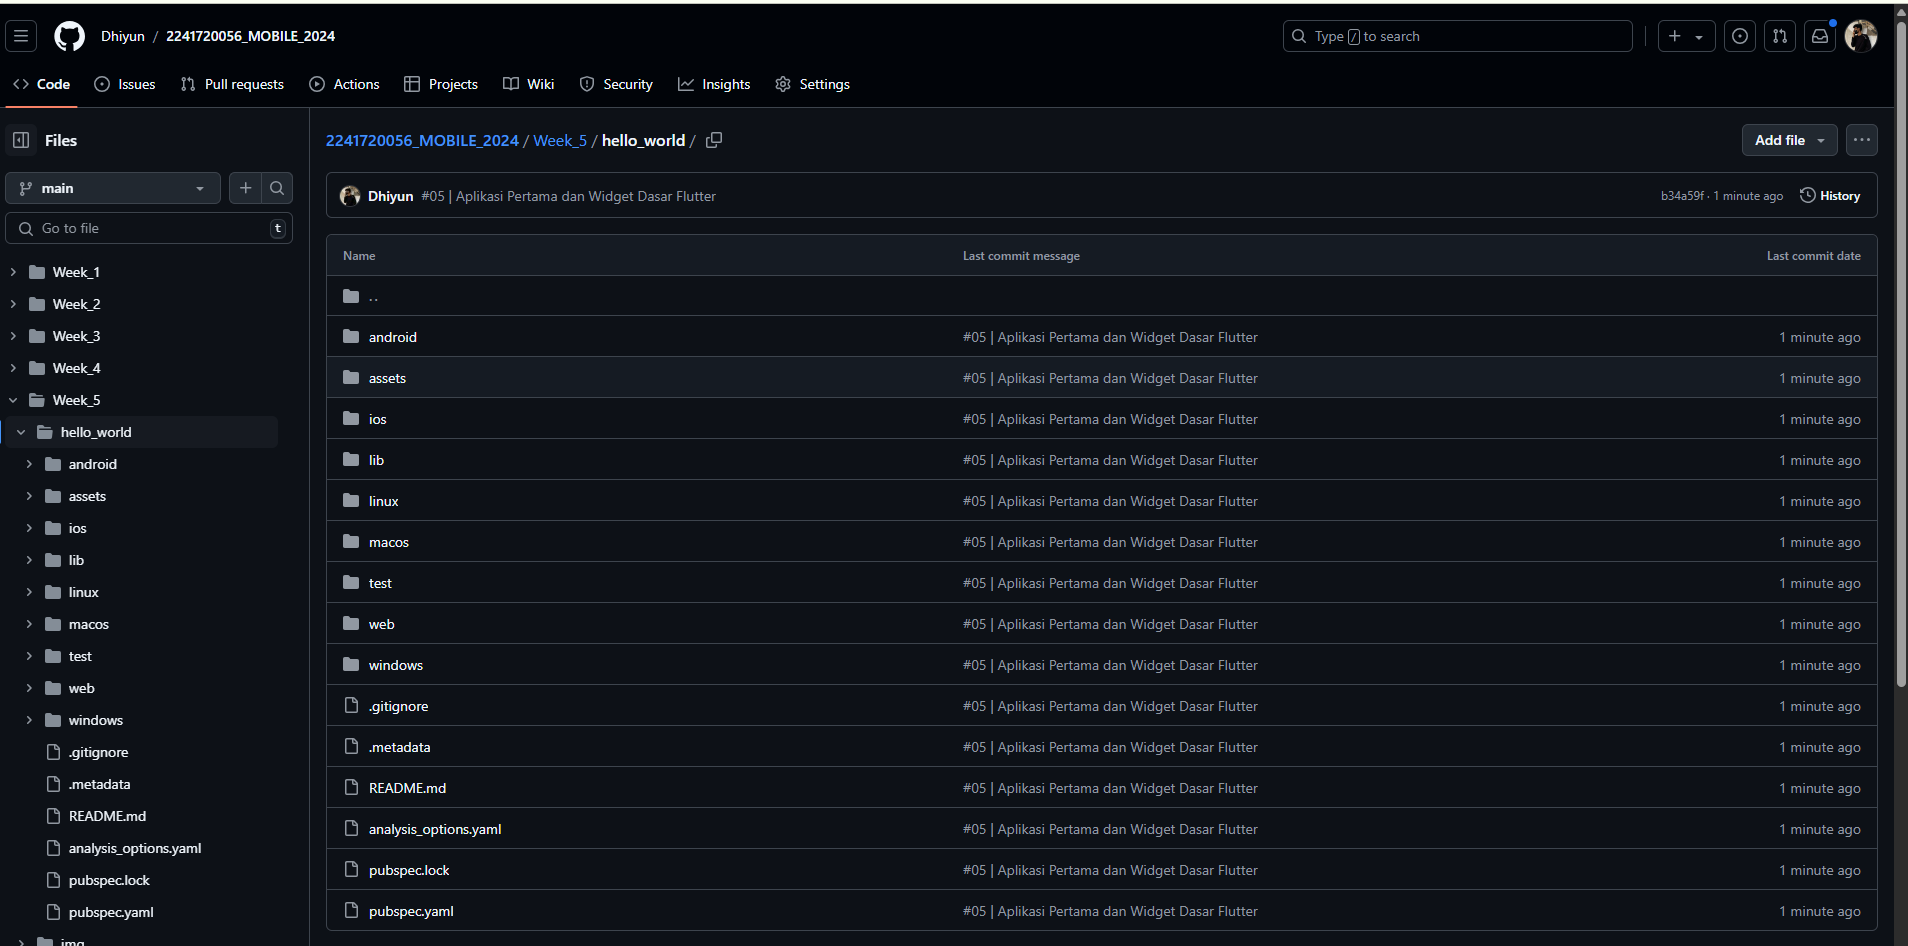 Dhiyun / 2241720056_MOBILE_2024
Type / to search
Code Issues Pull requests Actions Projects Wiki Security Insights Settings
Files
main
Go to file t
Week_1
Week_2
Week_3
Week_4
Week_5
hello_world
android
assets
ios
lib
linux
macos
test
web
windows
.gitignore
.metadata
README.md
analysis_options.yaml
pubspec.lock
pubspec.yaml
img
2241720056_MOBILE_2024 / Week_5 / hello_world /
Add file
Dhiyun #05 | Aplikasi Pertama dan Widget Dasar Flutter b34a59f · 1 minute ago History
Name Last commit message Last commit date
..
android #05 | Aplikasi Pertama dan Widget Dasar Flutter 1 minute ago
assets #05 | Aplikasi Pertama dan Widget Dasar Flutter 1 minute ago
ios #05 | Aplikasi Pertama dan Widget Dasar Flutter 1 minute ago
lib #05 | Aplikasi Pertama dan Widget Dasar Flutter 1 minute ago
linux #05 | Aplikasi Pertama dan Widget Dasar Flutter 1 minute ago
macos #05 | Aplikasi Pertama dan Widget Dasar Flutter 1 minute ago
test #05 | Aplikasi Pertama dan Widget Dasar Flutter 1 minute ago
web #05 | Aplikasi Pertama dan Widget Dasar Flutter 1 minute ago
windows #05 | Aplikasi Pertama dan Widget Dasar Flutter 1 minute ago
.gitignore #05 | Aplikasi Pertama dan Widget Dasar Flutter 1 minute ago
.metadata #05 | Aplikasi Pertama dan Widget Dasar Flutter 1 minute ago
README.md #05 | Aplikasi Pertama dan Widget Dasar Flutter 1 minute ago
analysis_options.yaml #05 | Aplikasi Pertama dan Widget Dasar Flutter 1 minute ago
pubspec.lock #05 | Aplikasi Pertama dan Widget Dasar Flutter 1 minute ago
pubspec.yaml #05 | Aplikasi Pertama dan Widget Dasar Flutter 1 minute ago